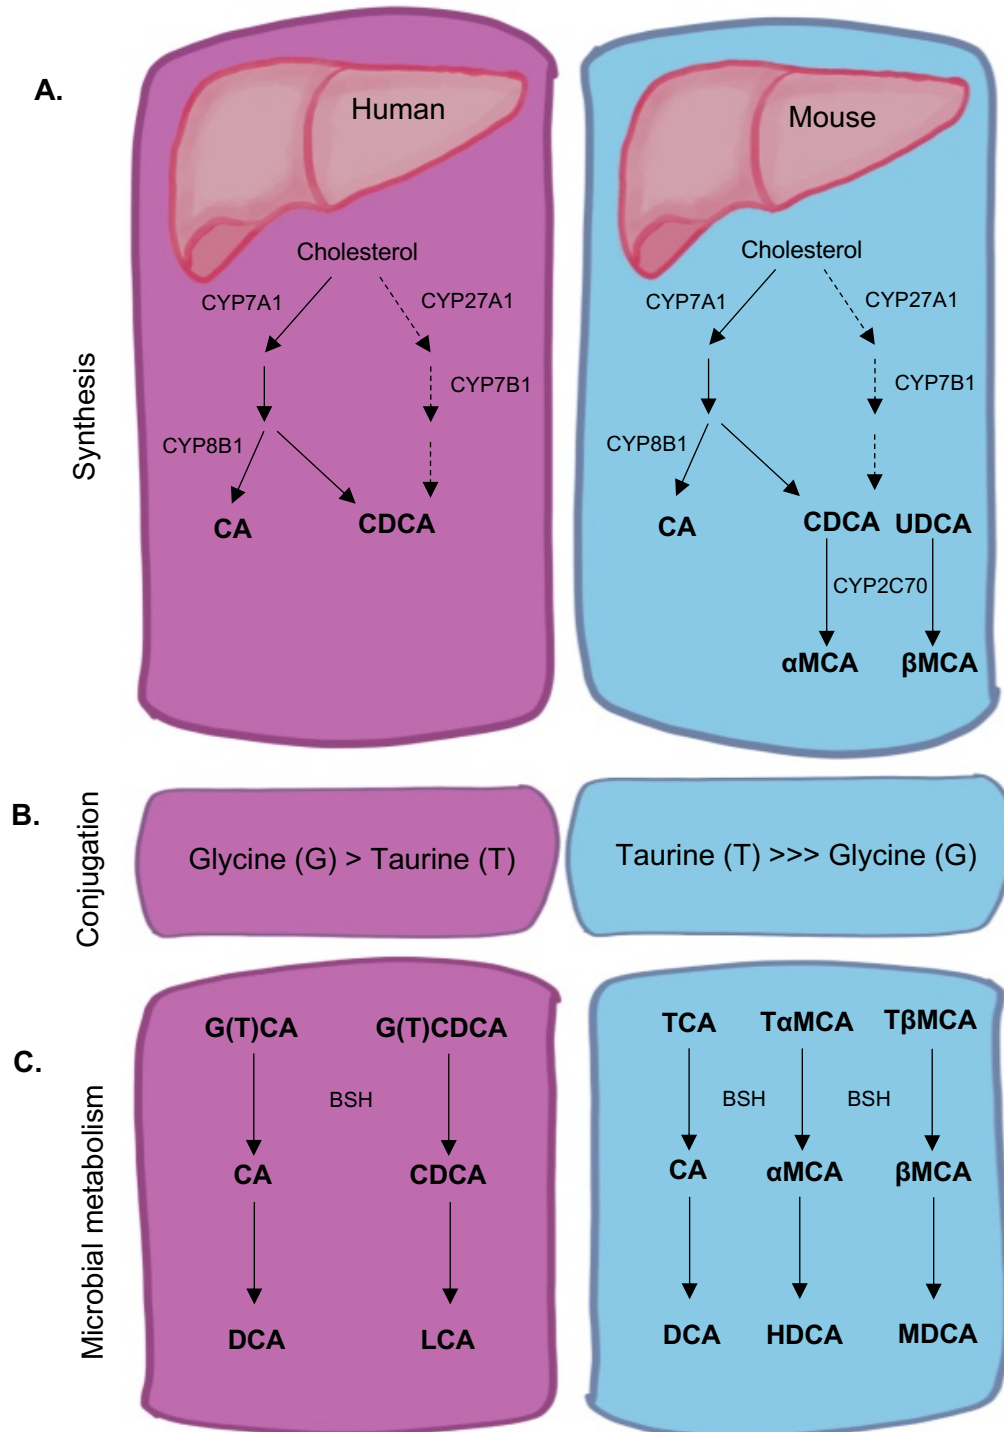 A.
Synthesis
Human
Cholesterol
CYP7A1
CYP27A1
CYP7B1
CYP8B1
CA
CDCA
Mouse
Cholesterol
CYP7A1
CYP27A1
CYP7B1
CYP8B1
CA
CDCA
UDCA
CYP2C70
αMCA
βMCA
B.
Conjugation
Glycine (G) > Taurine (T)
Taurine (T) >>> Glycine (G)
C.
Microbial metabolism
G(T)CA
G(T)CDCA
BSH
CA
CDCA
DCA
LCA
TCA
TαMCA
TβMCA
BSH
BSH
CA
αMCA
βMCA
DCA
HDCA
MDCA